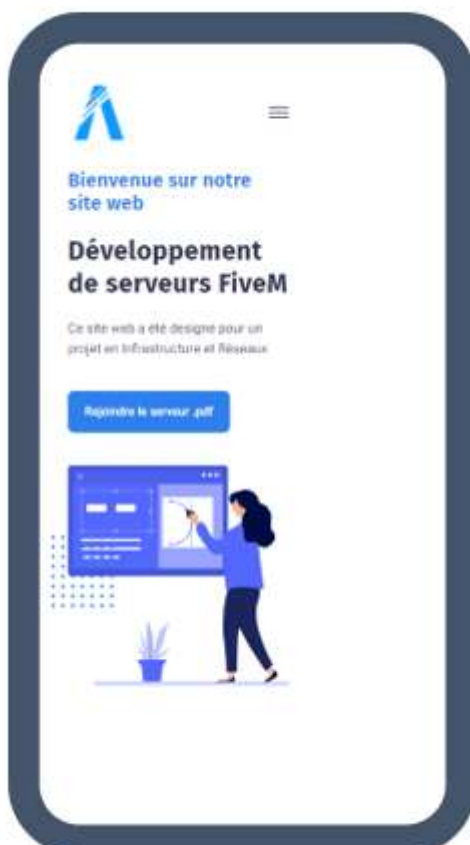 Bienvenue sur notre
site web
Développement
de serveurs FiveM
Ce site web a été designé pour un
projet en Infrastructure et Réseaux
Rejoindre le serveur .pdf